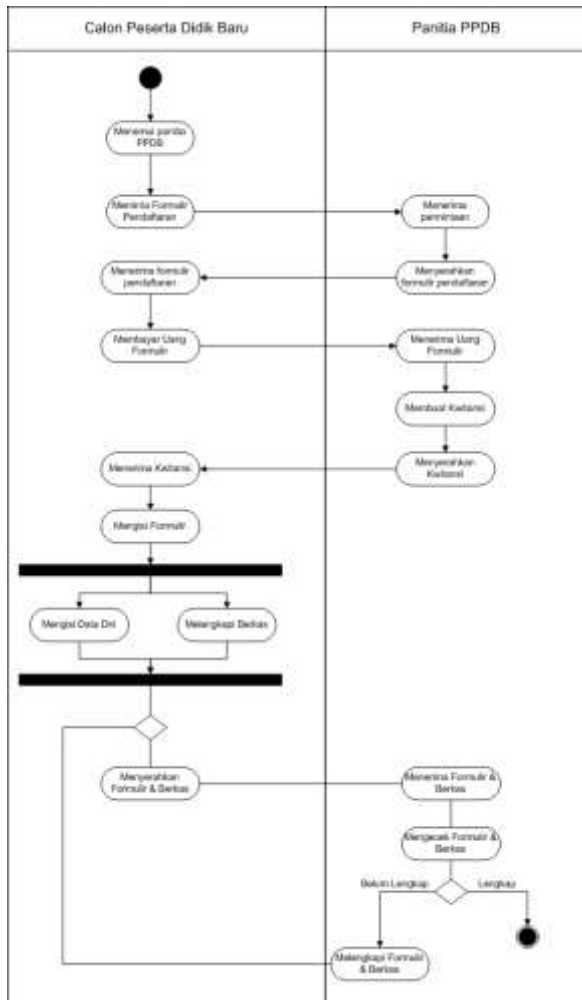 Calon Peserta Didik Baru
Panitia PPDB
Menemui panitia
PPDB
Meminta Formulir
Pendaftaran
Menerima
permintaan
Menerima formulir
pendaftaran
Menyerahkan
formulir pendaftaran
Membayar Uang
Formulir
Menerima Uang
Formulir
Membuat Kwitansi
Menerima Kwitansi
Menyerahkan
Kwitansi
Mengisi Formulir
Mengisi Data Diri
Melengkapi Berkas
Menyerahkan
Formulir & Berkas
Menerima Formulir &
Berkas
Mengecek Formulir &
Berkas
Belum Lengkap
Lengkap
Melengkapi Formulir
& Berkas